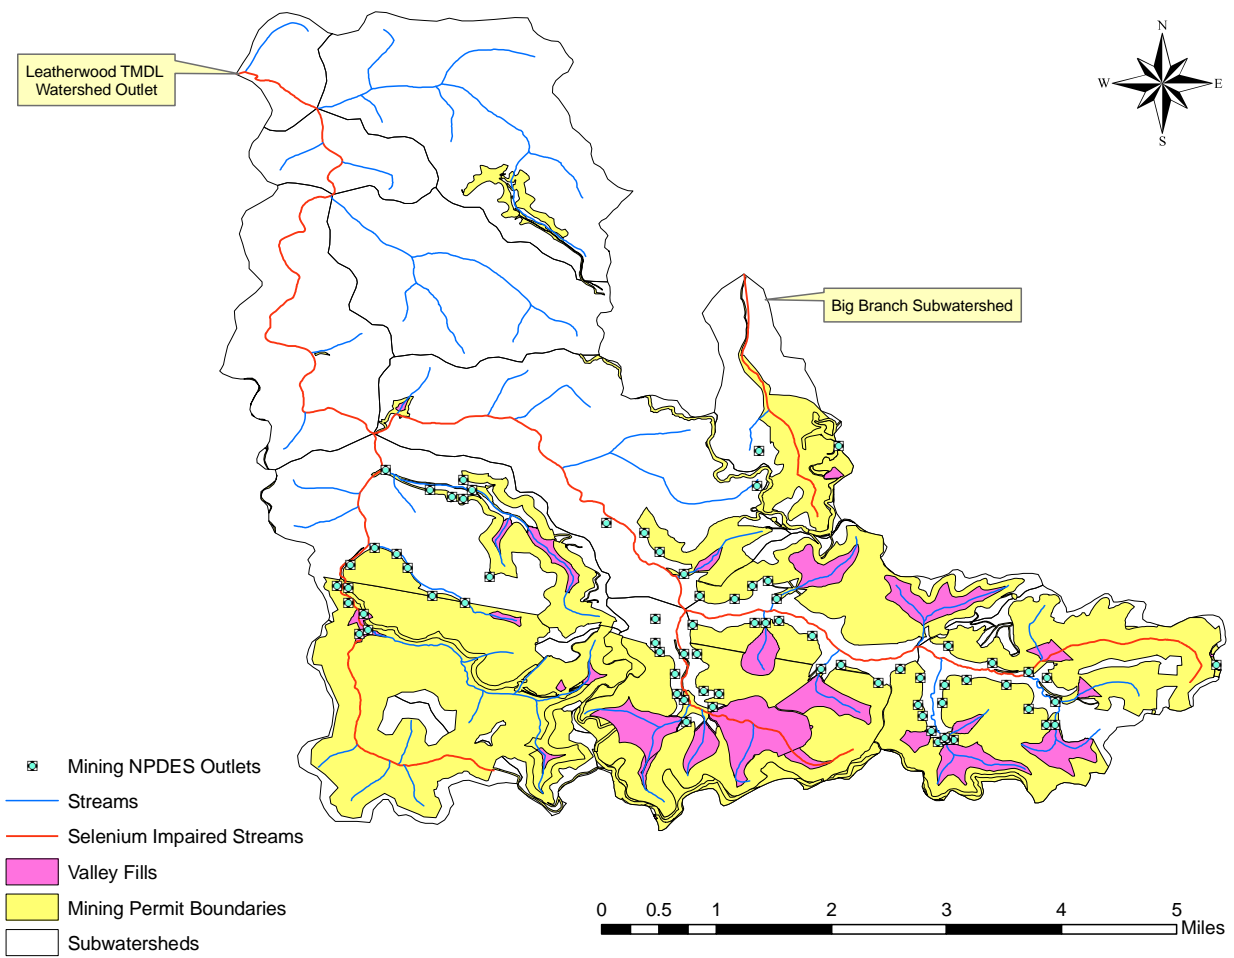 Leatherwood TMDL
Watershed Outlet
N
W
E
S
Big Branch Subwatershed
Mining NPDES Outlets
Streams
Selenium Impaired Streams
Valley Fills
Mining Permit Boundaries
Subwatersheds
0 0.5 1 2 3 4 5
Miles